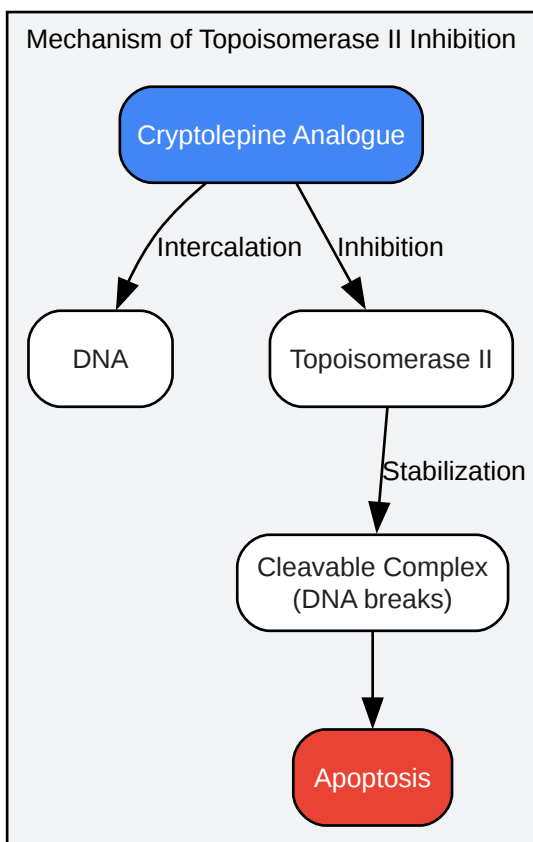 Mechanism of Topoisomerase II Inhibition
Cryptolepine Analogue
Intercalation
Inhibition
DNA
Topoisomerase II
Stabilization
Cleavable Complex
(DNA breaks)
Apoptosis